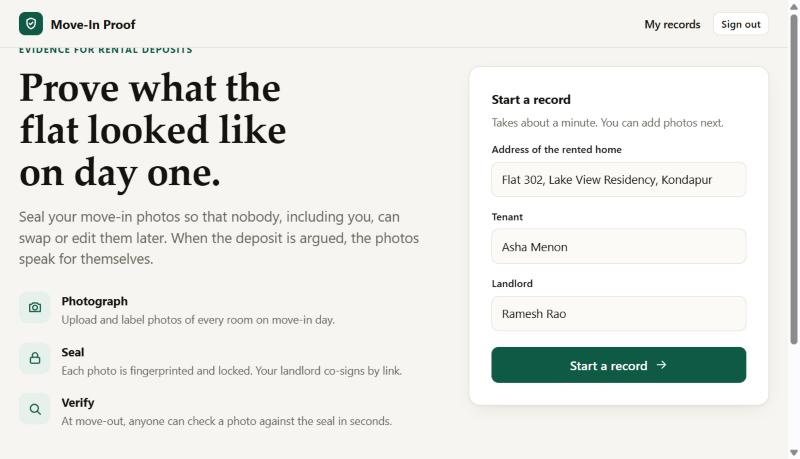 Move-In Proof
My records
Sign out
EVIDENCE FOR RENTAL DEPOSITS
Prove what the
flat looked like
on day one.
Seal your move-in photos so that nobody, including you, can
swap or edit them later. When the deposit is argued, the photos
speak for themselves.
Photograph
Upload and label photos of every room on move-in day.
Seal
Each photo is fingerprinted and locked. Your landlord co-signs by link.
Verify
At move-out, anyone can check a photo against the seal in seconds.
Start a record
Takes about a minute. You can add photos next.
Address of the rented home
Flat 302, Lake View Residency, Kondapur
Tenant
Asha Menon
Landlord
Ramesh Rao
Start a record →